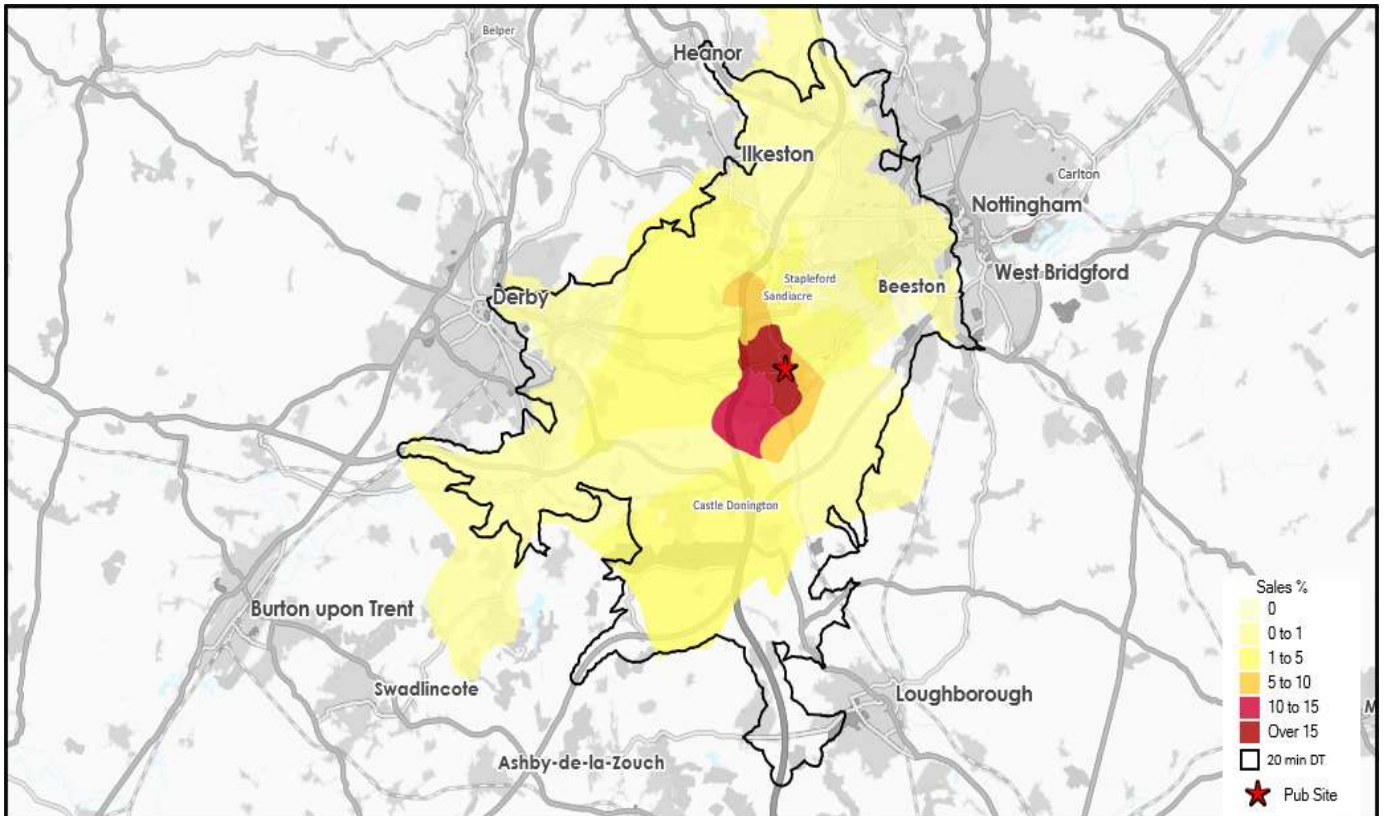 Belper
Heanor
Ilkeston
Carlton
Nottingham
West Bridgford
Stapleford
Sandiacre
Beeston
Derby
Castle Donington
Burton upon Trent
Swadlincote
Loughborough
Ashby-de-la-Zouch
M
Sales %
0
0 to 1
1 to 5
5 to 10
10 to 15
Over 15
20 min DT
Pub Site